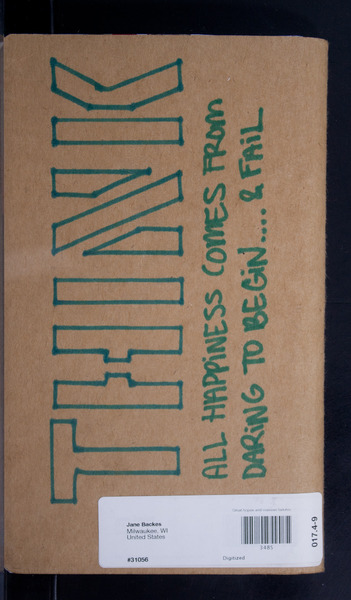 THINK
ALL HAPPINESS COMES FROM
DARING TO BEGIN.... & FAIL
Jane Backes
Milwaukee, WI
United States
#31056
Digitized
3485
017.4-9